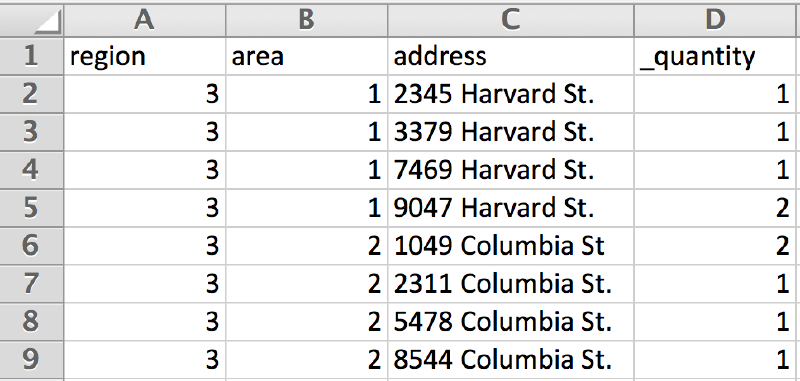 A B C D
1 region area address _quantity
2 3 1 2345 Harvard St. 1
3 3 1 3379 Harvard St. 1
4 3 1 7469 Harvard St. 1
5 3 1 9047 Harvard St. 2
6 3 2 1049 Columbia St 2
7 3 2 2311 Columbia St. 1
8 3 2 5478 Columbia St. 1
9 3 2 8544 Columbia St. 1